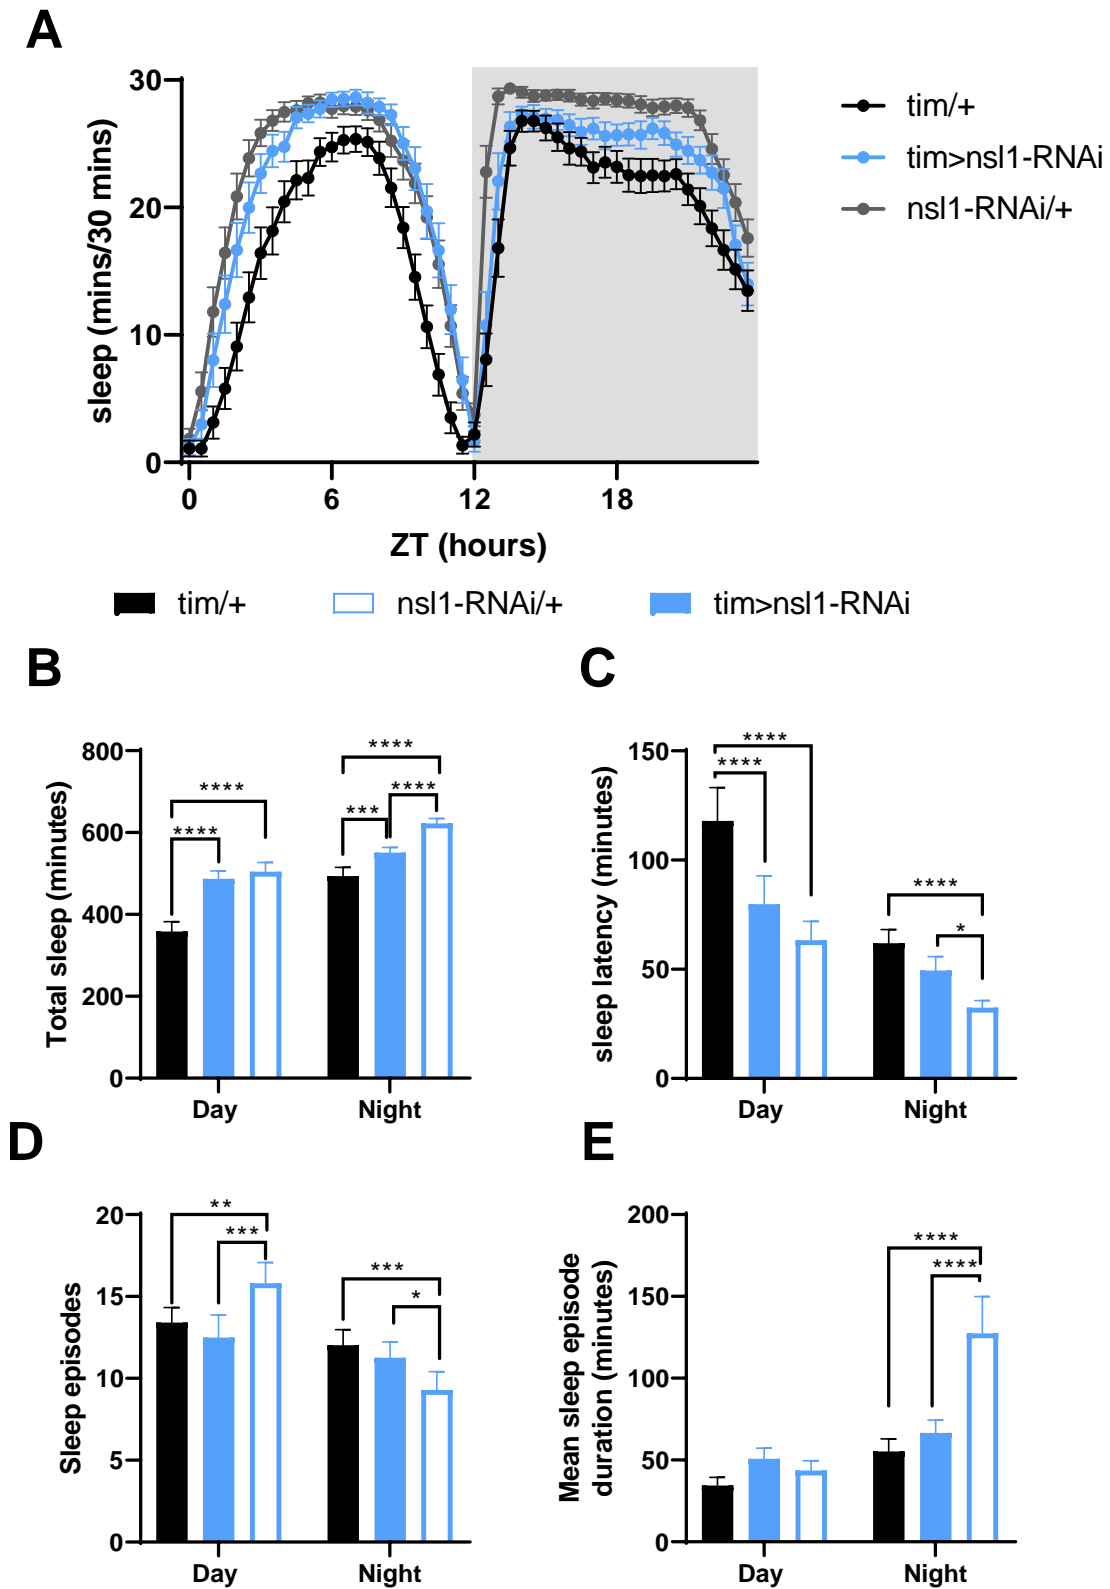 A
30
20
10
0
sleep (mins/30 mins)
0 6 12 18
ZT (hours)
tim/+
tim>nsl1-RNAi
nsl1-RNAi/+
tim/+ nsl1-RNAi/+ tim>nsl1-RNAi
B
800
600
400
200
0
Total sleep (minutes)
****
****
****
***
****
Day Night
C
150
100
50
0
sleep latency (minutes)
****
****
****
*
Day Night
D
20
15
10
5
0
Sleep episodes
**
***
***
*
Day Night
E
200
150
100
50
0
Mean sleep episode
duration (minutes)
****
****
Day Night